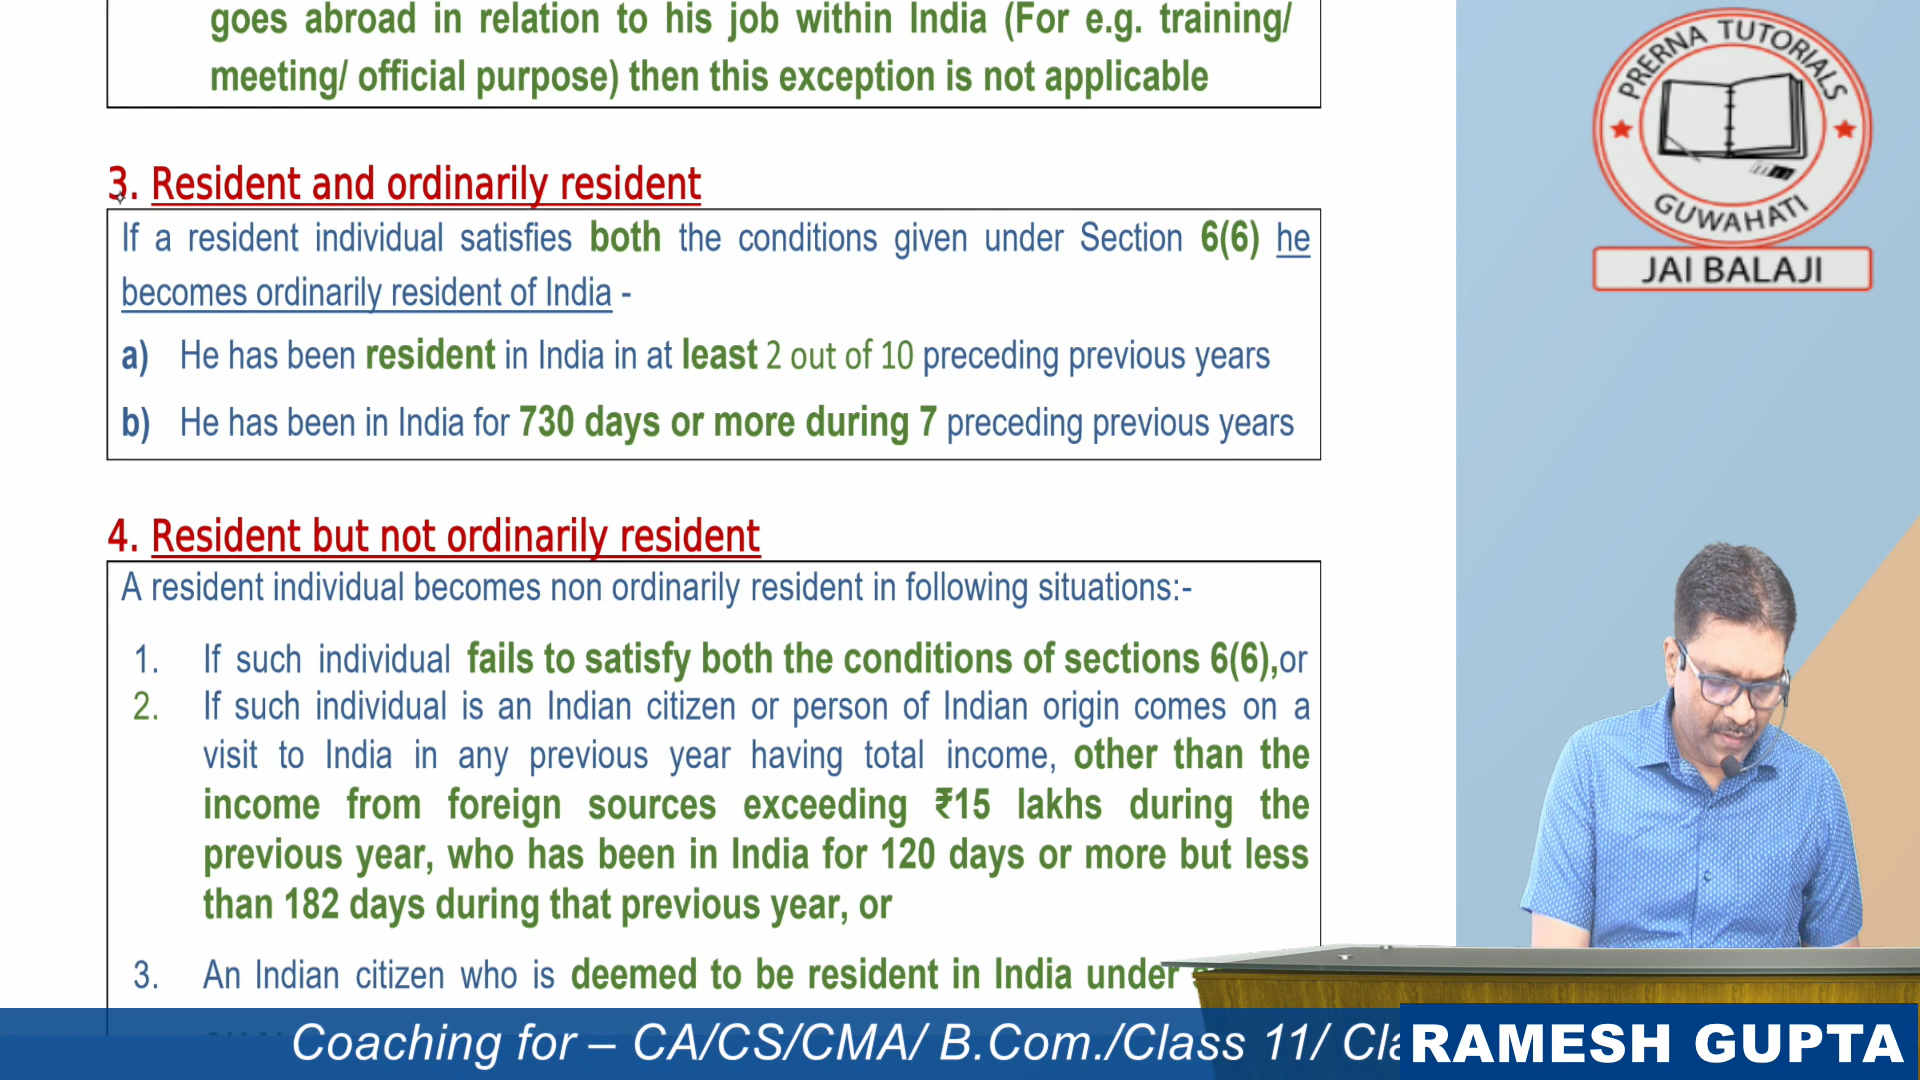 goes abroad in relation to his job within India (For e.g. training/
meeting/ official purpose) then this exception is not applicable
3. Resident and ordinarily resident
If a resident individual satisfies both the conditions given under Section 6(6) he
becomes ordinarily resident of India -
a) He has been resident in India in at least 2 out of 10 preceding previous years
b) He has been in India for 730 days or more during 7 preceding previous years
4. Resident but not ordinarily resident
A resident individual becomes non ordinarily resident in following situations:-
1. If such individual fails to satisfy both the conditions of sections 6(6),or
2. If such individual is an Indian citizen or person of Indian origin comes on a
visit to India in any previous year having total income, other than the
income from foreign sources exceeding ₹15 lakhs during the
previous year, who has been in India for 120 days or more but less
than 182 days during that previous year, or
3. An Indian citizen who is deemed to be resident in India under
PRERNA TUTORIALS
GUWAHATI
JAI BALAJI
Coaching for – CA/CS/CMA/ B.Com./Class 11/
RAMESH GUPTA